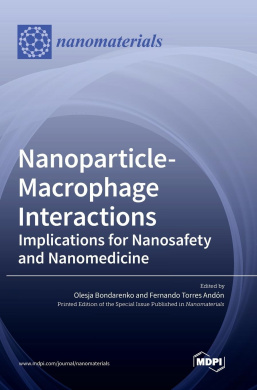 nanomaterials
Nanoparticle-
Macrophage
Interactions
Implications for Nanosafety
and Nanomedicine
Edited by
Olesja Bondarenko and Fernando Torres Andón
Printed Edition of the Special Issue Published in Nanomaterials
www.mdpi.com/journal/nanomaterials
MDPI